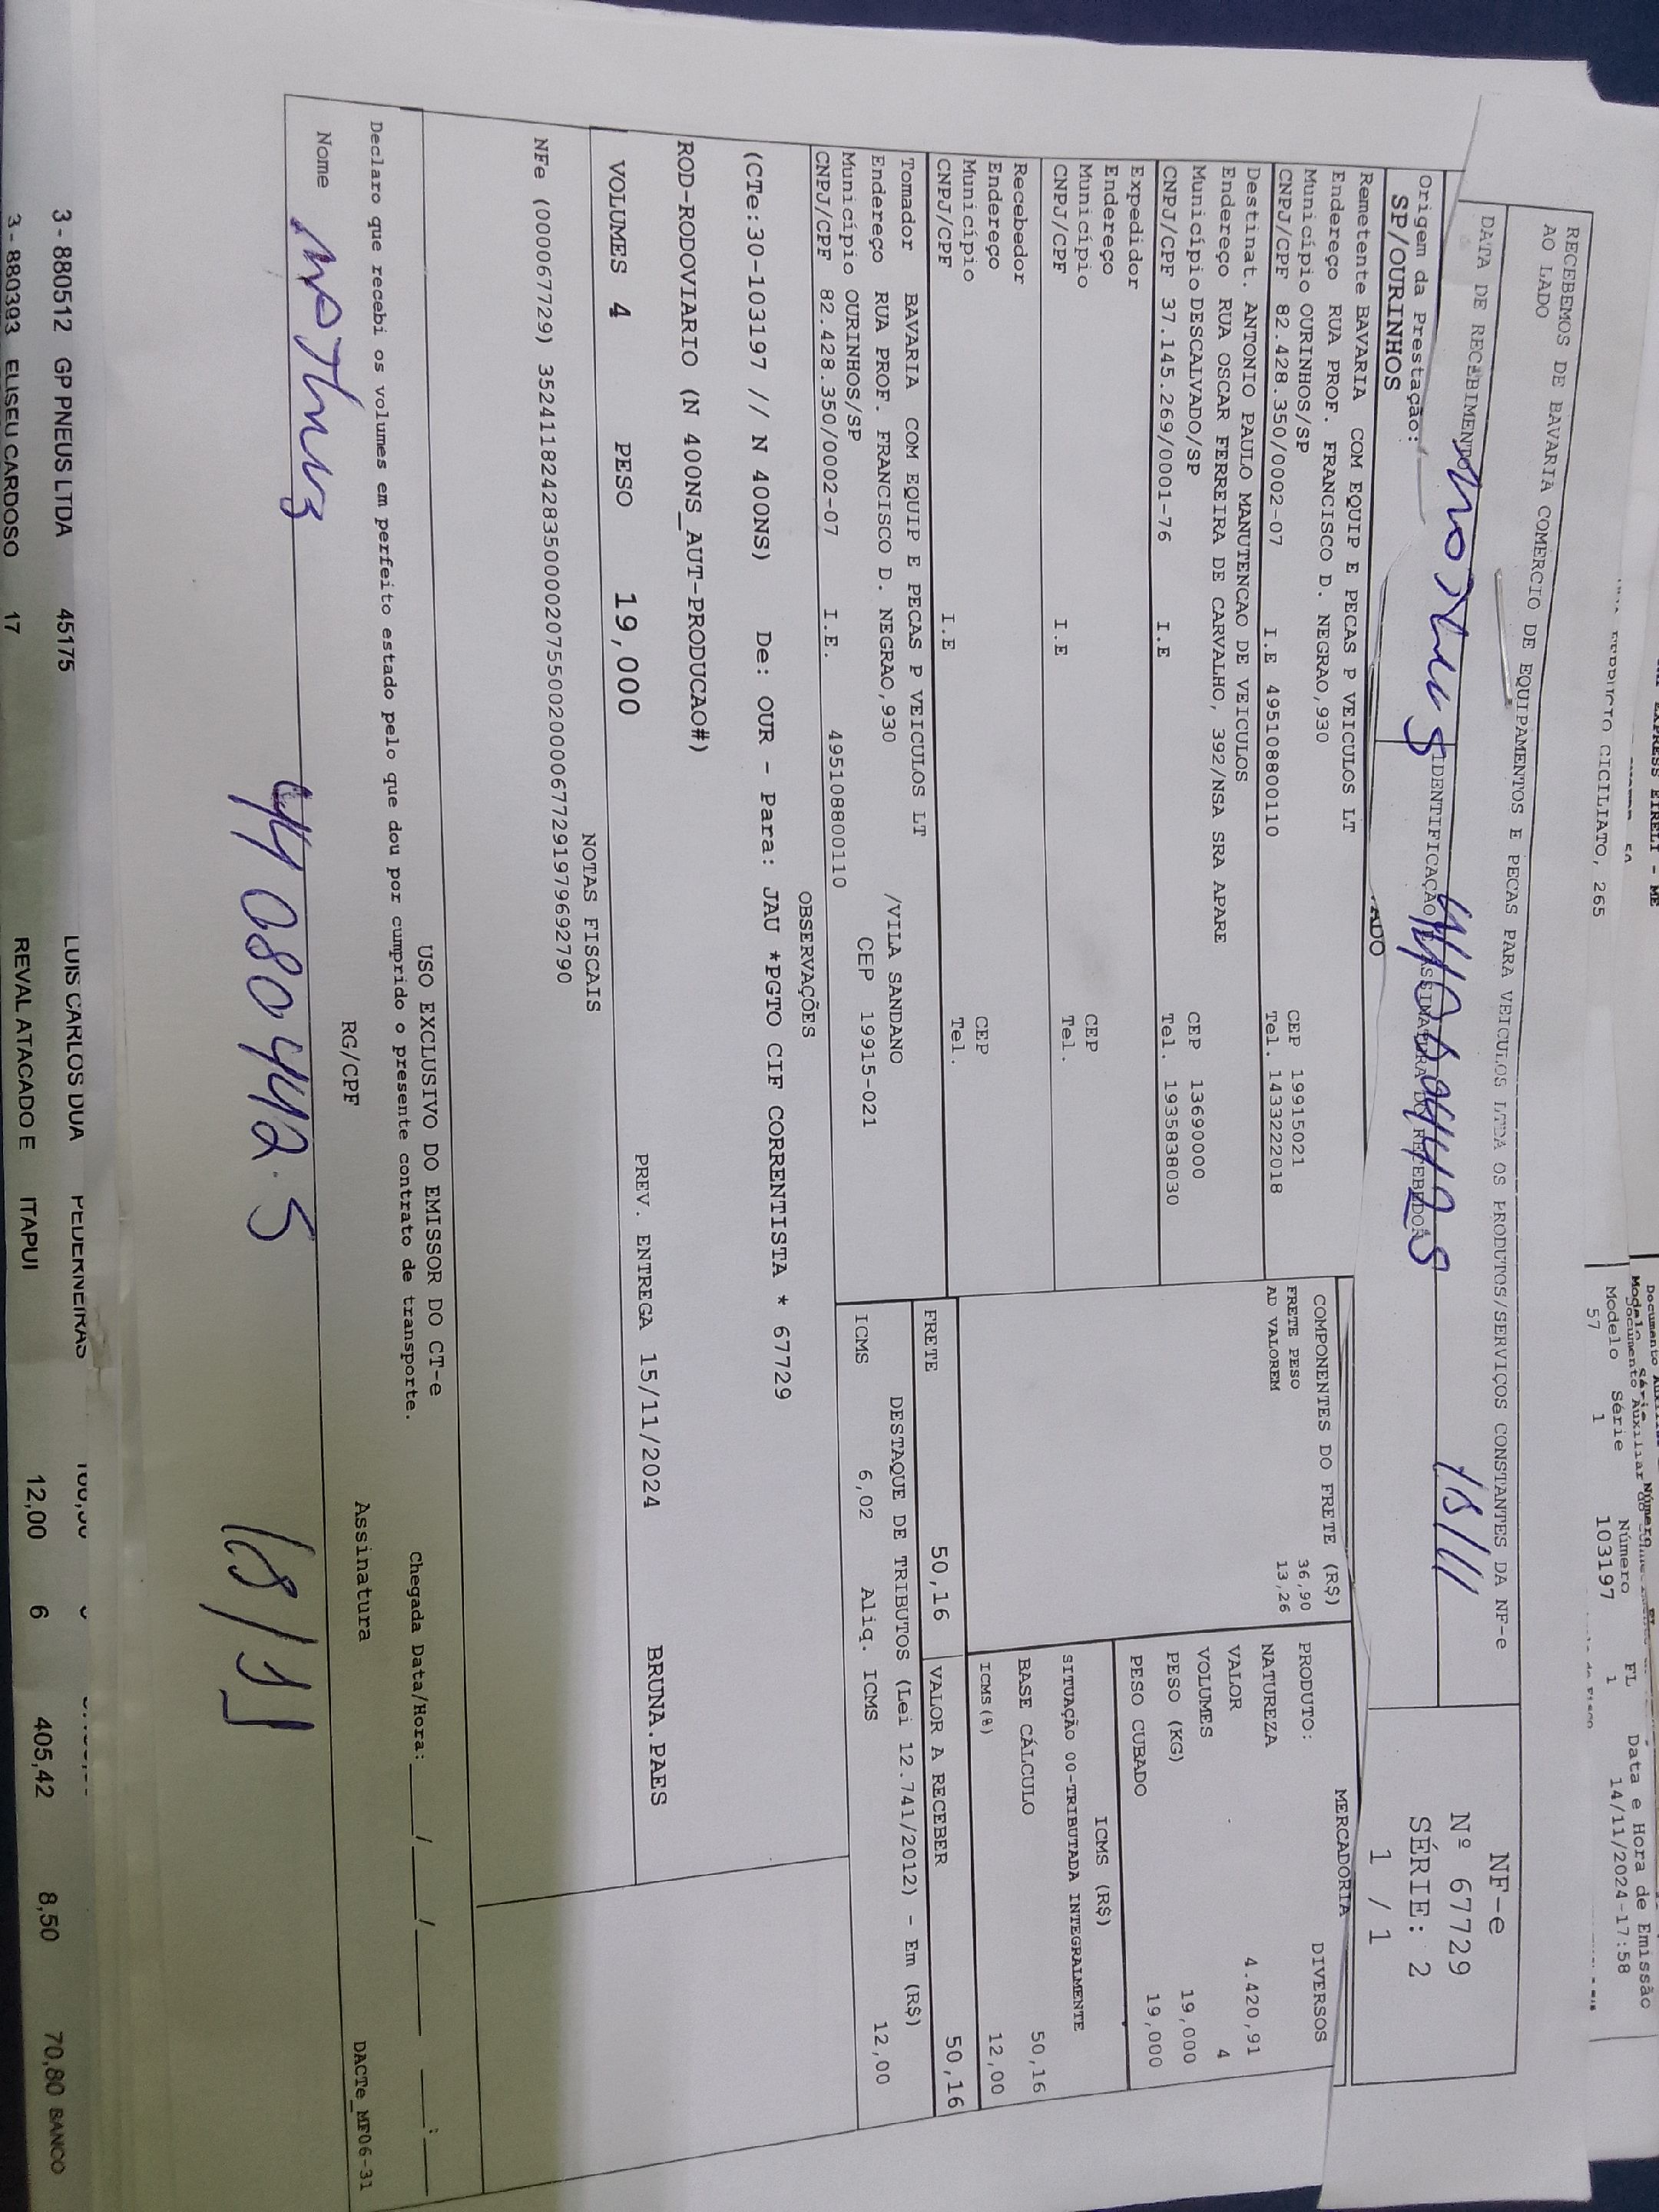 EXPRESS EIRELI - ME
CICILIATO, 265
Modelo Série Número FL Data e Hora de Emissão
57 1 103197 1 14/11/2024-17:58
RECEBEMOS DE BAVARIA COMERCIO DE EQUIPAMENTOS E PECAS PARA VEICULOS LTDA OS PRODUTOS/SERVIÇOS CONSTANTES DA NF-e
AO LADO
NF-e
Nº 67729
SÉRIE: 2
1 / 1
DATA DE RECEBIMENTO
IDENTIFICAÇÃO E ASSINATURA DO RECEBEDOR
18/11
Origem da Prestação:
SP/OURINHOS
Remetente BAVARIA COM EQUIP E PECAS P VEICULOS LT
Endereço RUA PROF. FRANCISCO D. NEGRAO,930
Município OURINHOS/SP CEP 19915021
CNPJ/CPF 82.428.350/0002-07 I.E 495108800110 Tel. 1433222018
Destinat. ANTONIO PAULO MANUTENCAO DE VEICULOS
Endereço RUA OSCAR FERREIRA DE CARVALHO, 392/NSA SRA APARE
Município DESCALVADO/SP CEP 13690000
CNPJ/CPF 37.145.269/0001-76 I.E Tel. 1935838030
Expedidor
Endereço
Município CEP
CNPJ/CPF I.E Tel.
Recebedor
Endereço
Município CEP
CNPJ/CPF I.E Tel.
Tomador BAVARIA COM EQUIP E PECAS P VEICULOS LT
Endereço RUA PROF. FRANCISCO D. NEGRAO,930 /VILA SANDANO
Município OURINHOS/SP CEP 19915-021
CNPJ/CPF 82.428.350/0002-07 I.E. 495108800110
COMPONENTES DO FRETE (R$)
FRETE PESO 36,90
AD VALOREM 13,26
MERCADORIA
PRODUTO: DIVERSOS
NATUREZA
VALOR 4.420,91
VOLUMES 4
PESO (KG) 19,000
PESO CUBADO 19,000
ICMS (R$)
SITUAÇÃO 00-TRIBUTADA INTEGRALMENTE
BASE CÁLCULO 50,16
ICMS(%) 12,00
FRETE 50,16 VALOR A RECEBER 50,16
DESTAQUE DE TRIBUTOS (Lei 12.741/2012) - Em (R$)
ICMS 6,02 Aliq. ICMS 12,00
OBSERVAÇÕES
(CTe:30-103197 // N 400NS) De: OUR - Para: JAU *PGTO CIF CORRENTISTA * 67729
ROD-RODOVIARIO (N 400NS_AUT-PRODUCAO#)
VOLUMES 4 PESO 19,000 PREV. ENTREGA 15/11/2024 BRUNA.PAES
NOTAS FISCAIS
NFe (000067729) 35241182428350000207550020000677291979692790
USO EXCLUSIVO DO EMISSOR DO CT-e
Declaro que recebi os volumes em perfeito estado pelo que dou por cumprido o presente contrato de transporte.
Chegada Data/Hora: ____/____/____ ___:___
Nome RG/CPF Assinatura DACTe_MF06-31
44080442.5 18/11
3 - 880512 GP PNEUS LTDA 45175 LUIS CARLOS DUA PEDERNEIRAS
3 - 880393 ELISEU CARDOSO 17 REVAL ATACADO E ITAPUI 12,00 6 405,42 8,50 70,80 BANCO